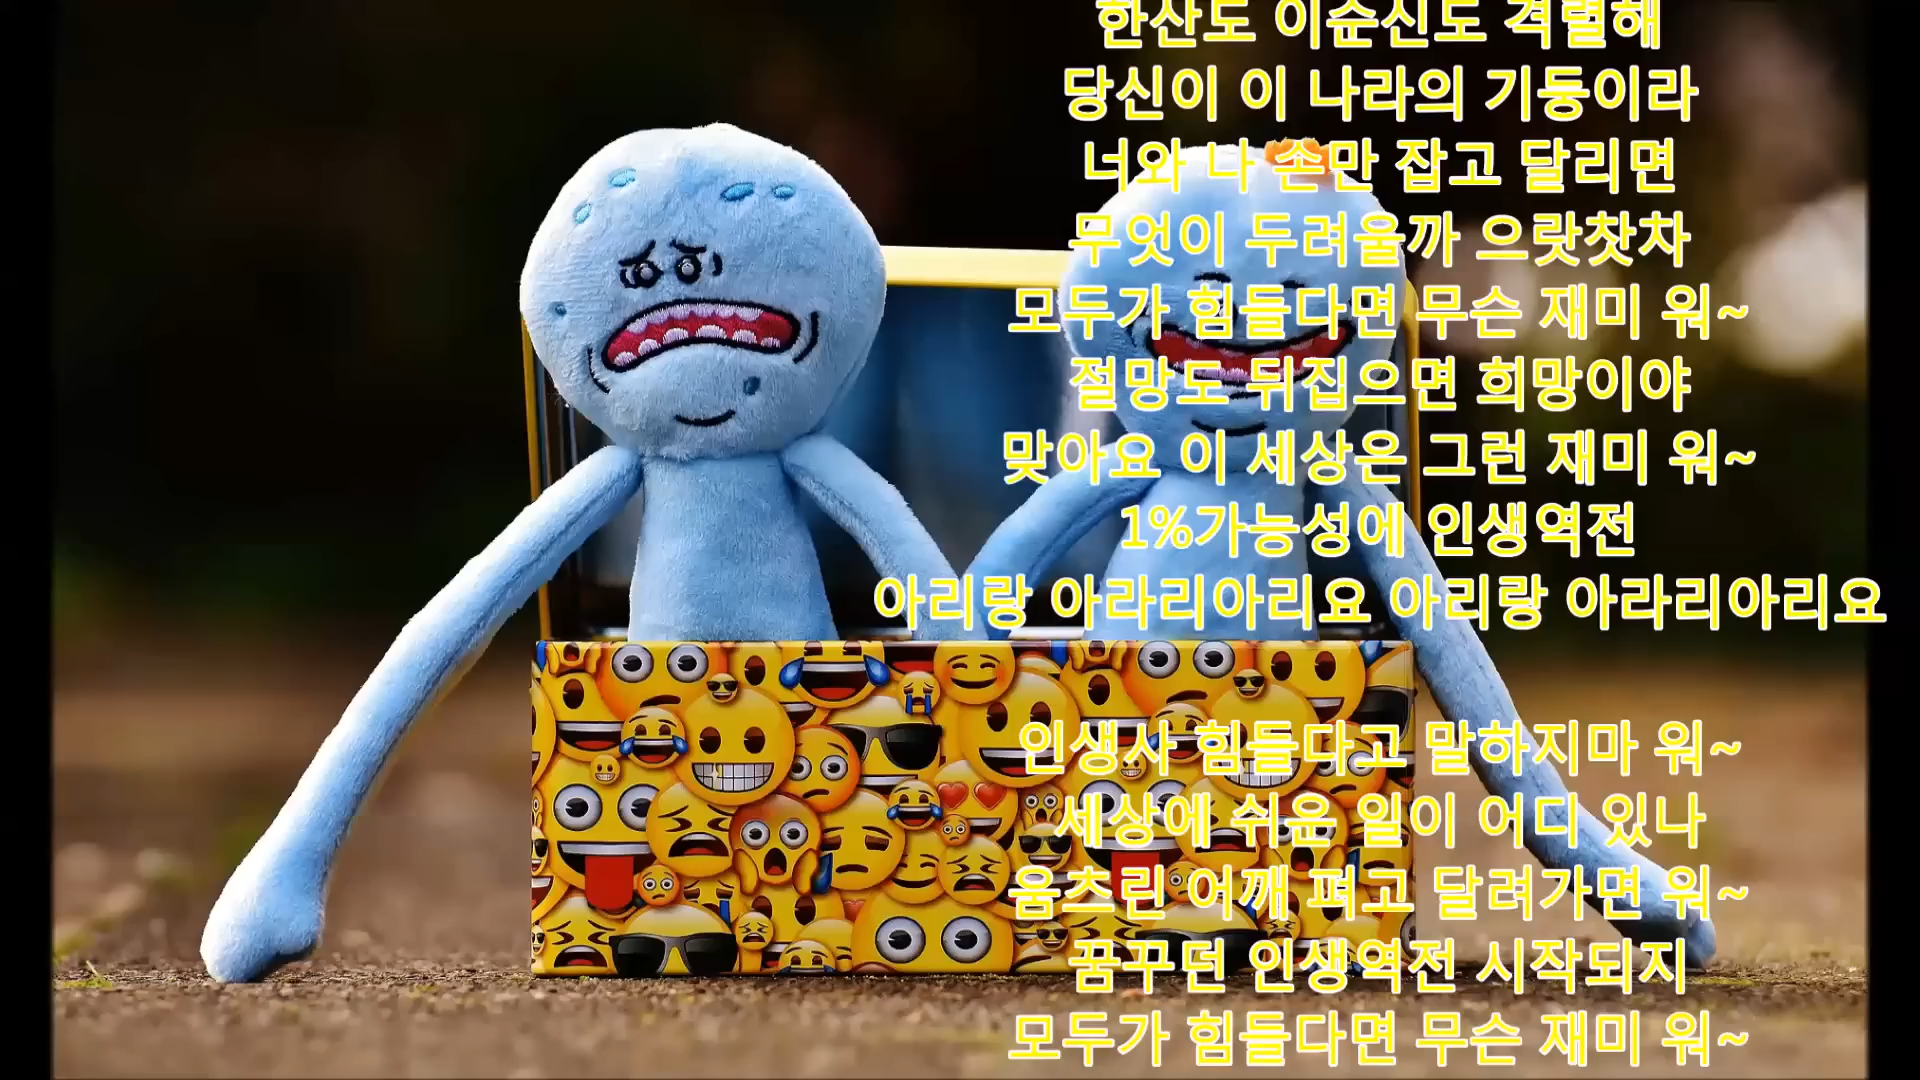 한산도 이순신도 격렬해
당신이 이 나라의 기둥이라
너와 나 손만 잡고 달리면
무엇이 두려울까 으랏찻차
모두가 힘들다면 무슨 재미 워~
절망도 뒤집으면 희망이야
맞아요 이 세상은 그런 재미 워~
1%가능성에 인생역전
아리랑 아라리아리요 아리랑 아라리아리요
인생사 힘들다고 말하지마 워~
세상에 쉬운 일이 어디 있나
움츠린 어깨 펴고 달려가면 워~
꿈꾸던 인생역전 시작되지
모두가 힘들다면 무슨 재미 워~